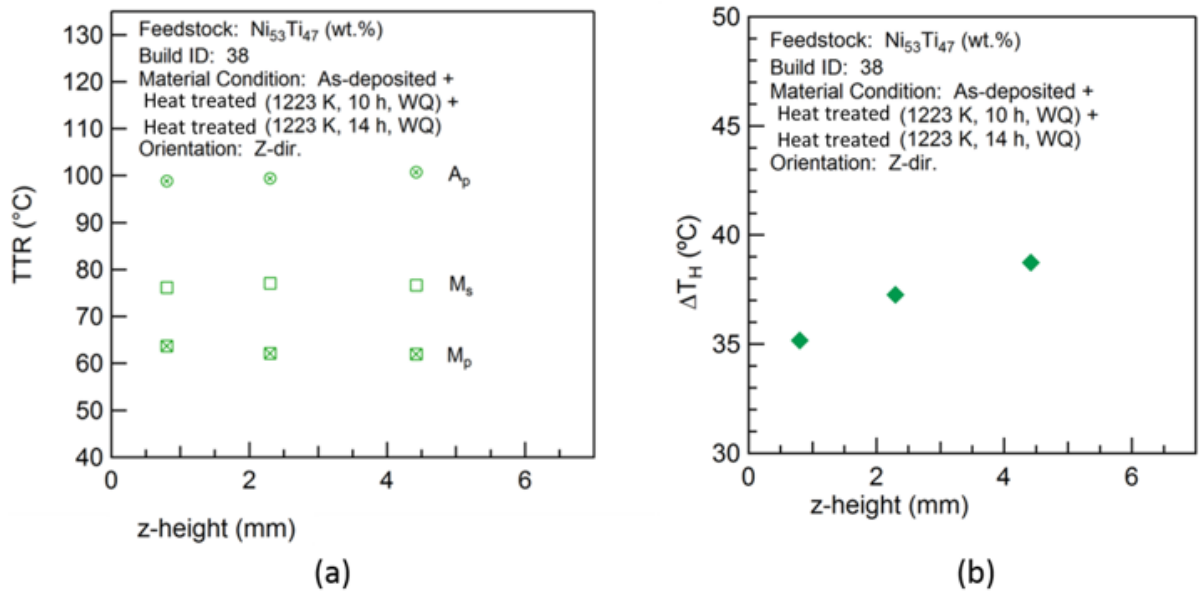 Feedstock: Ni₅₃Ti₄₇ (wt.%)
Build ID: 38
Material Condition: As-deposited +
Heat treated (1223 K, 10 h, WQ) +
Heat treated (1223 K, 14 h, WQ)
Orientation: Z-dir.
130
120
110
100
90
80
70
60
50
40
TTR (°C)
Aₚ
Mₛ
Mₚ
0
2
4
6
z-height (mm)
(a)
Feedstock: Ni₅₃Ti₄₇ (wt.%)
Build ID: 38
Material Condition: As-deposited +
Heat treated (1223 K, 10 h, WQ) +
Heat treated (1223 K, 14 h, WQ)
Orientation: Z-dir.
50
45
40
35
30
ΔT_H (ºC)
0
2
4
6
z-height (mm)
(b)